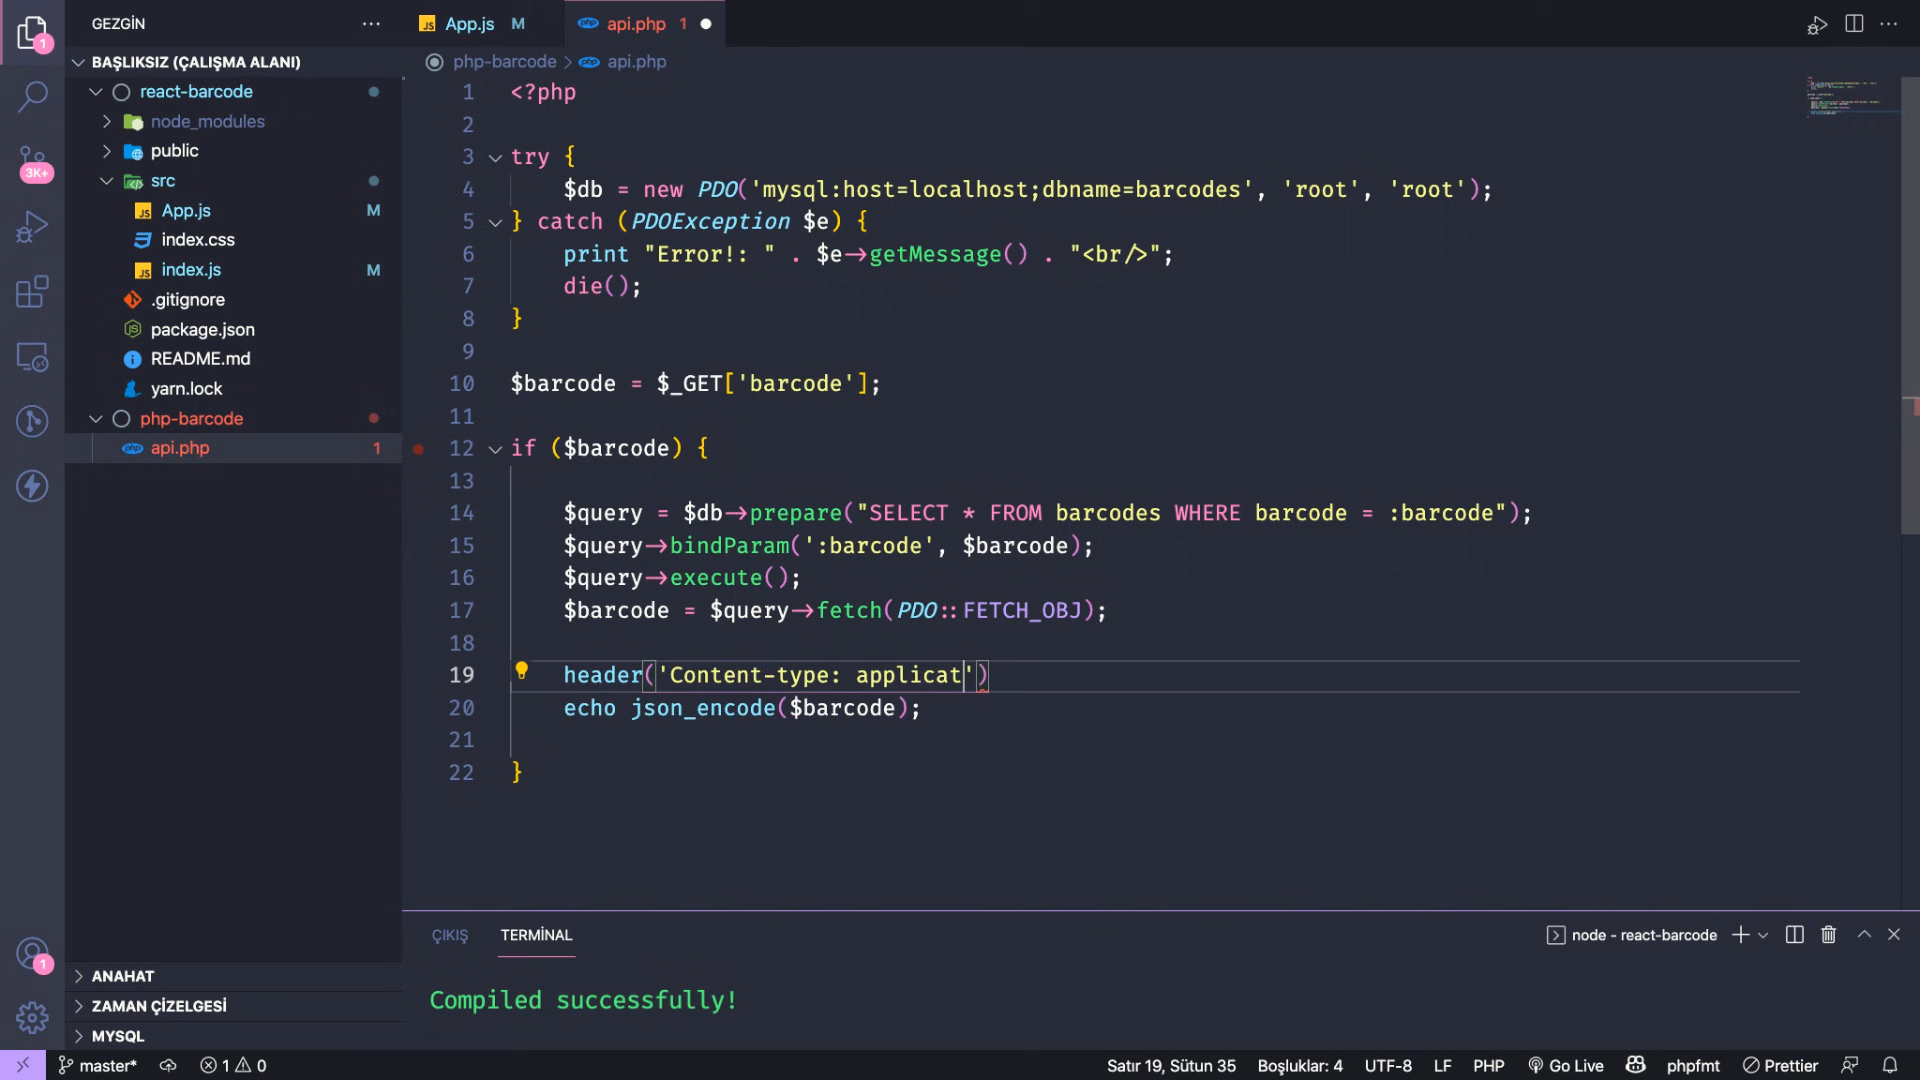 GEZGİN
App.js M
api.php 1
BAŞLIKSIZ (ÇALIŞMA ALANI)
php-barcode > api.php
react-barcode
node_modules
public
src
App.js M
index.css
index.js M
.gitignore
package.json
README.md
yarn.lock
php-barcode
api.php 1
1
3K+
1
1 <?php
2
3 try {
4 $db = new PDO('mysql:host=localhost;dbname=barcodes', 'root', 'root');
5 } catch (PDOException $e) {
6 print "Error!: " . $e->getMessage() . "<br/>";
7 die();
8 }
9
10 $barcode = $_GET['barcode'];
11
12 if ($barcode) {
13
14 $query = $db->prepare("SELECT * FROM barcodes WHERE barcode = :barcode");
15 $query->bindParam(':barcode', $barcode);
16 $query->execute();
17 $barcode = $query->fetch(PDO::FETCH_OBJ);
18
19 header('Content-type: applicat')
20 echo json_encode($barcode);
21
22 }
ANAHAT
ZAMAN ÇİZELGESİ
MYSQL
ÇIKIŞ TERMİNAL
node - react-barcode
Compiled successfully!
master* 1 0
Satır 19, Sütun 35 Boşluklar: 4 UTF-8 LF PHP Go Live phpfmt Prettier